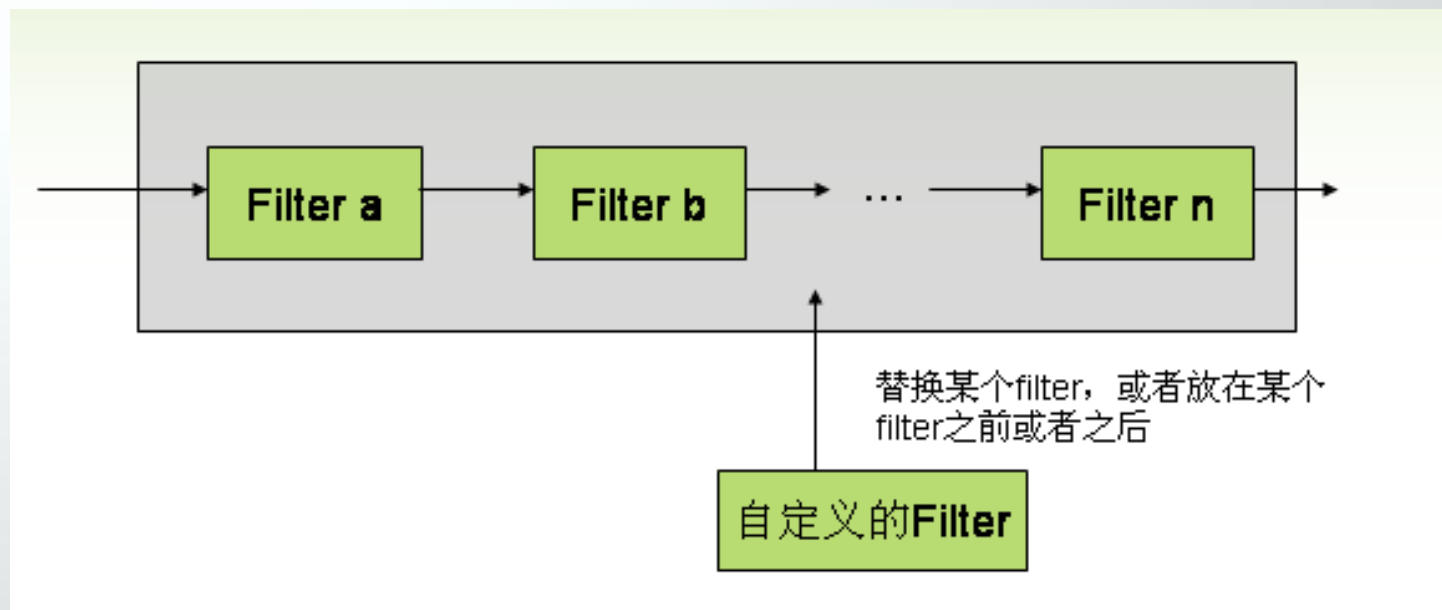 Filter a
Filter b
...
Filter n
替换某个filter，或者放在某个
filter之前或者之后
自定义的Filter